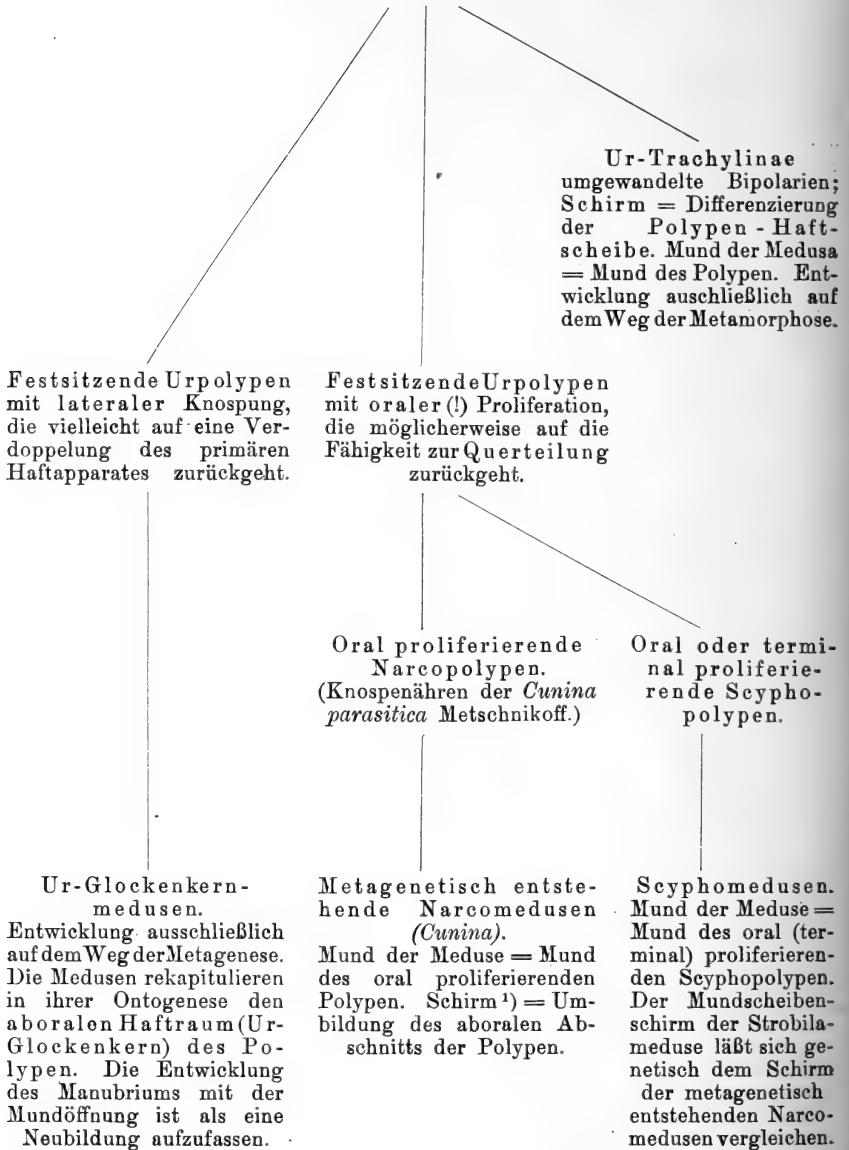 Ur-Trachylinae
umgewandelte Bipolarien;
Schirm = Differenzierung
der Polypen-Haft-
scheibe. Mund der Medusa
= Mund des Polypen. Ent-
wicklung auschließlich auf
dem Weg der Metamorphose.
Festsitzende Urpolypen
mit lateraler Knospung,
die vielleicht auf eine Ver-
doppelung des primären
Haftapparates zurückgeht.
Festsitzende Urpolypen
mit oraler (!) Proliferation,
die möglicherweise auf die
Fähigkeit zur Querteilung
zurückgeht.
Oral proliferierende
Narcopolypen.
(Knospenähren der Cunina
parasitica Metschnikoff.)
Oral oder termi-
nal proliferie-
rende Scypho-
polypen.
Ur-Glockenkern-
medusen.
Entwicklung ausschließlich
auf dem Weg der Metagenese.
Die Medusen rekapitulieren
in ihrer Ontogenese den
aboralen Haftraum (Ur-
Glockenkern) des Po-
lypen. Die Entwicklung
des Manubriums mit der
Mundöffnung ist als eine
Neubildung aufzufassen.
Metagenetisch entste-
hende Narcomedusen
(Cunina).
Mund der Meduse = Mund
des oral proliferierenden
Polypen. Schirm ¹) = Um-
bildung des aboralen Ab-
schnitts der Polypen.
Scyphomedusen.
Mund der Meduse =
Mund des oral (ter-
minal) proliferieren-
den Scyphopolypen.
Der Mundscheiben-
schirm der Strobila-
meduse läßt sich ge-
netisch dem Schirm
der metagenetisch
entstehenden Narco-
medusen vergleichen.